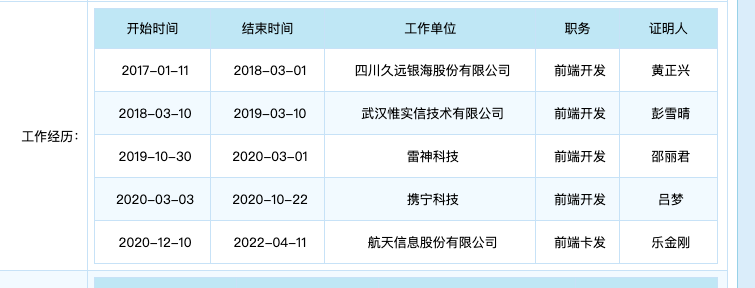 开始时间 结束时间 工作单位 职务 证明人
2017-01-11 2018-03-01 四川久远银海股份有限公司 前端开发 黄正兴
2018-03-10 2019-03-10 武汉惟实信技术有限公司 前端开发 彭雪晴
工作经历：
2019-10-30 2020-03-01 雷神科技 前端开发 邵丽君
2020-03-03 2020-10-22 携宁科技 前端开发 吕梦
2020-12-10 2022-04-11 航天信息股份有限公司 前端卡发 乐金刚